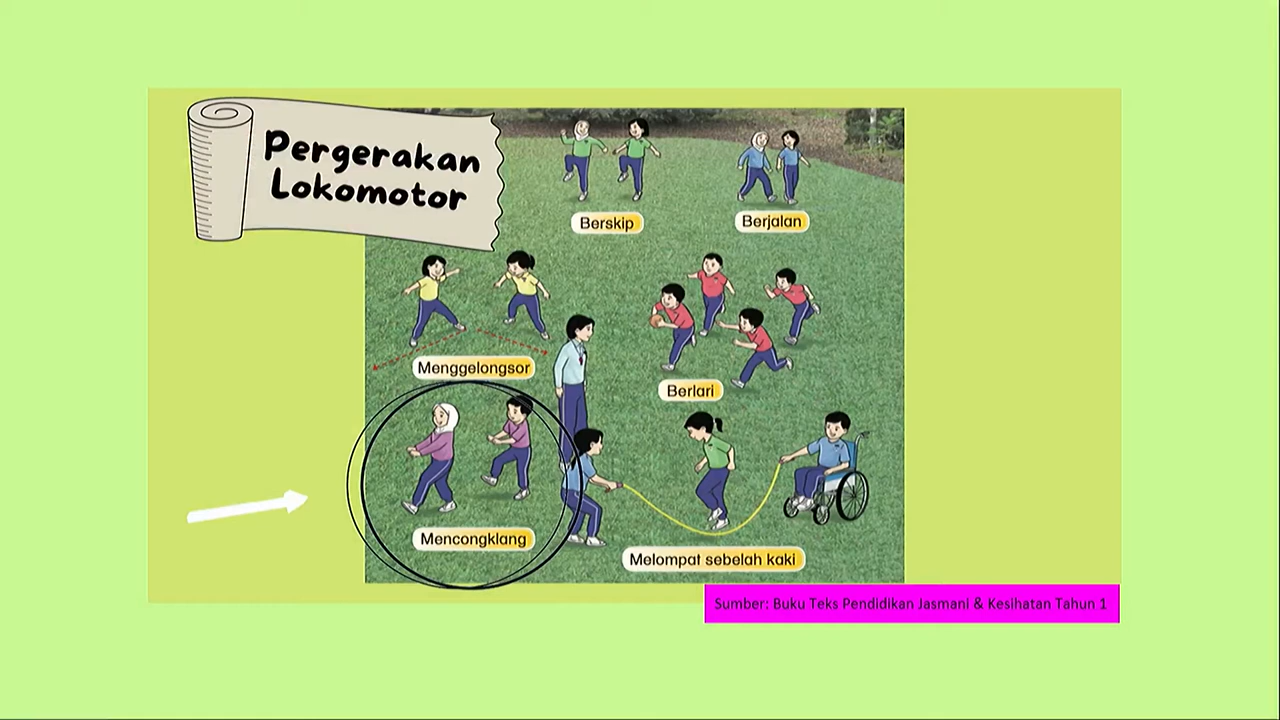 Pergerakan
Lokomotor
Berskip
Berjalan
Menggelongsor
Berlari
Mencongklang
Melompat sebelah kaki
Sumber: Buku Teks Pendidikan Jasmani & Kesihatan Tahun 1